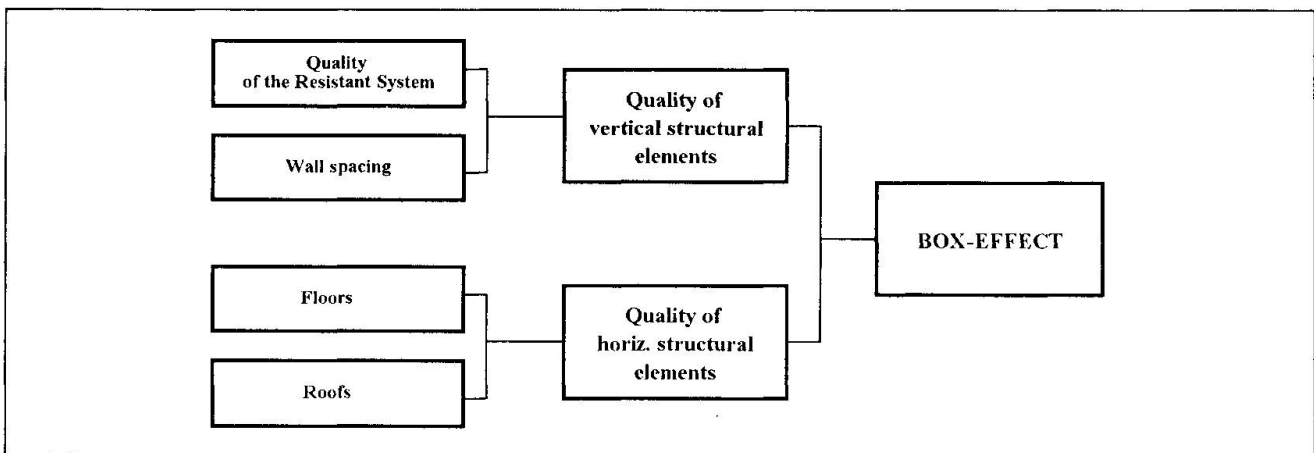 Quality
of the Resistant System
Wall spacing
Quality of
vertical structural
elements
BOX-EFFECT
Floors
Roofs
Quality of
horiz. structural
elements